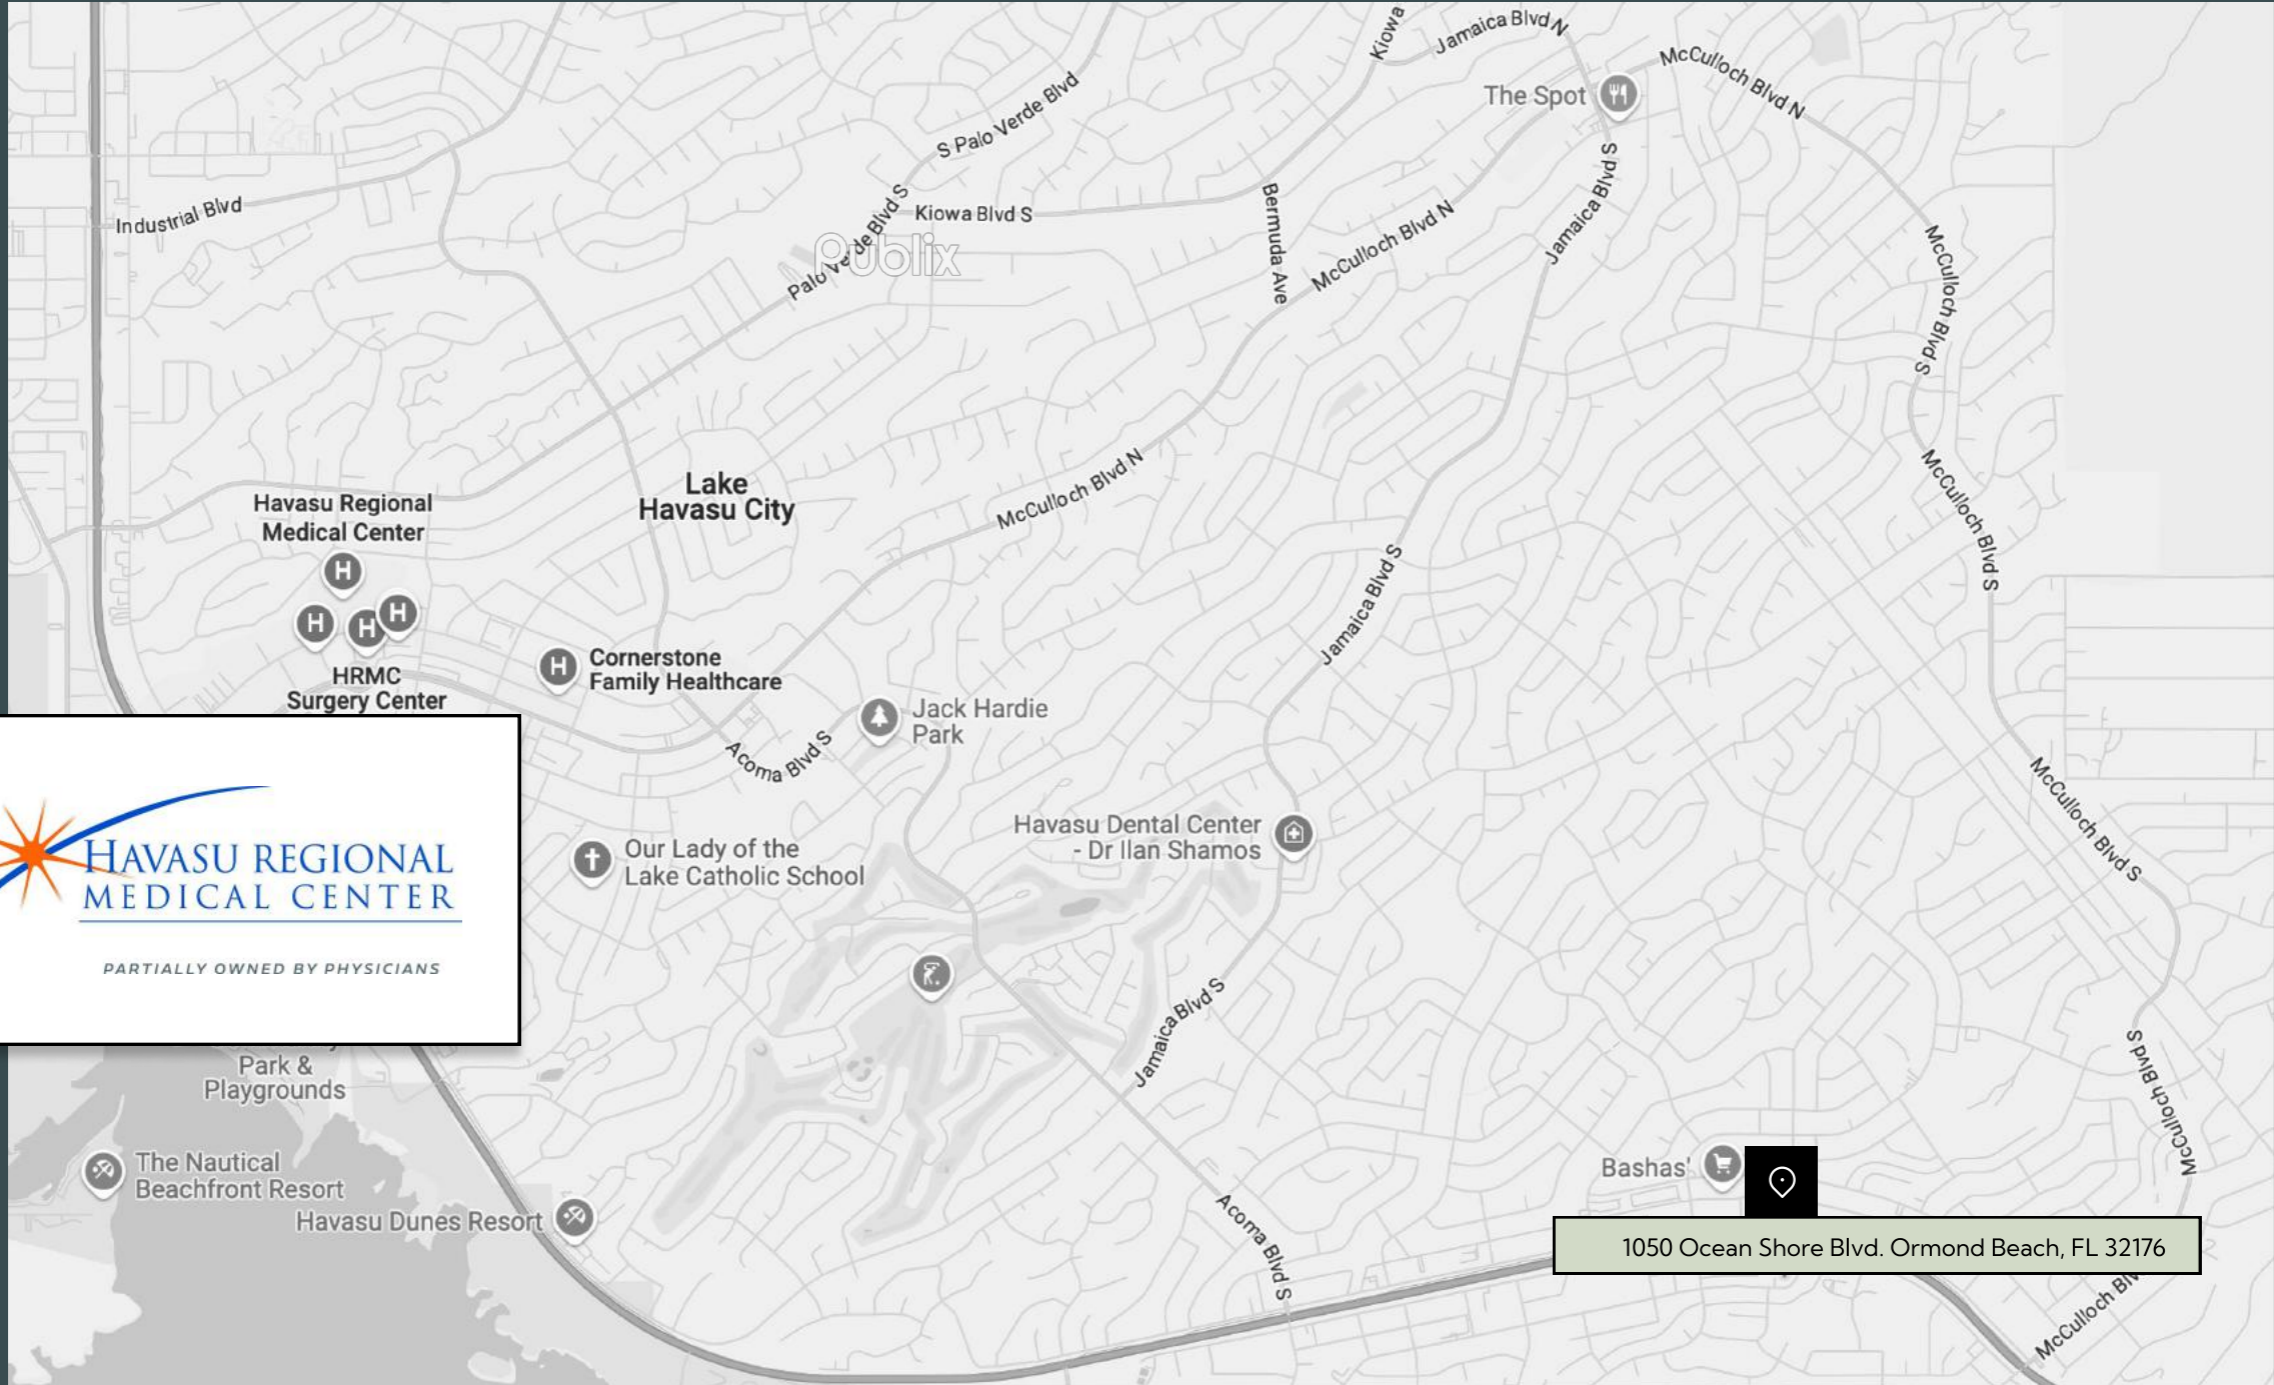 Kiowa
Jamaica Blvd N
McCulloch Blvd N
The Spot
S Palo Verde Blvd
Jamaica Blvd S
Industrial Blvd
Palo Verde Blvd S
Kiowa Blvd S
Publix
Bermuda Ave
McCulloch Blvd N
McCulloch Blvd S
McCulloch Blvd N
Lake
Havasu City
Havasu Regional
Medical Center
H
H
H
H
HRMC
Surgery Center
McCulloch Blvd S
Jamaica Blvd S
H
Cornerstone
Family Healthcare
Jack Hardie
Park
Acoma Blvd S
McCulloch Blvd S
Havasu Dental Center
- Dr Ilan Shamos
Our Lady of the
Lake Catholic School
HAVASU REGIONAL
MEDICAL CENTER
PARTIALLY OWNED BY PHYSICIANS
Jamaica Blvd S
Park &
Playgrounds
McCulloch Blvd S
The Nautical
Beachfront Resort
Havasu Dunes Resort
Acoma Blvd S
Bashas'
1050 Ocean Shore Blvd. Ormond Beach, FL 32176
McCulloch